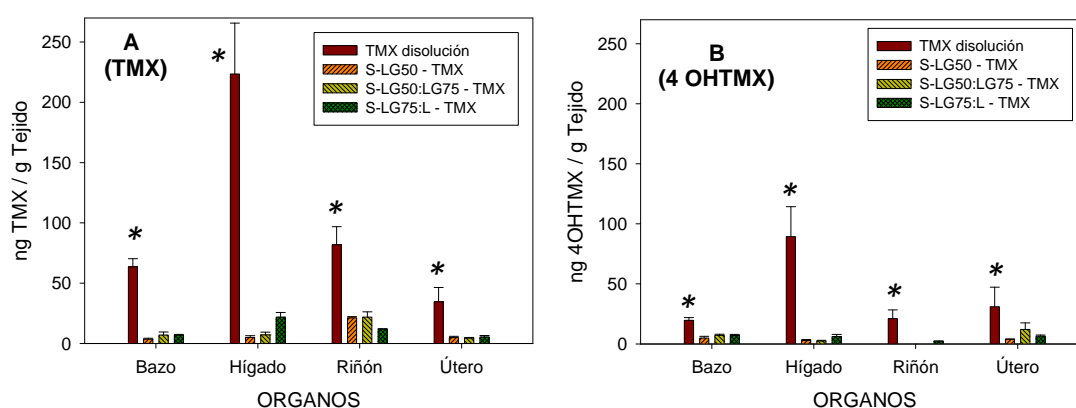 A
(TMX)
TMX disolución
S-LG50 - TMX
S-LG50:LG75 - TMX
S-LG75:L - TMX
ng TMX / g Tejido
250
200
150
100
50
0
*
*
*
*
Bazo Hígado Riñón Útero
ORGANOS
B
(4 OHTMX)
TMX disolución
S-LG50 - TMX
S-LG50:LG75 - TMX
S-LG75:L - TMX
ng 4OHTMX / g Tejido
250
200
150
100
50
0
*
*
*
*
Bazo Hígado Riñón Útero
ORGANOS